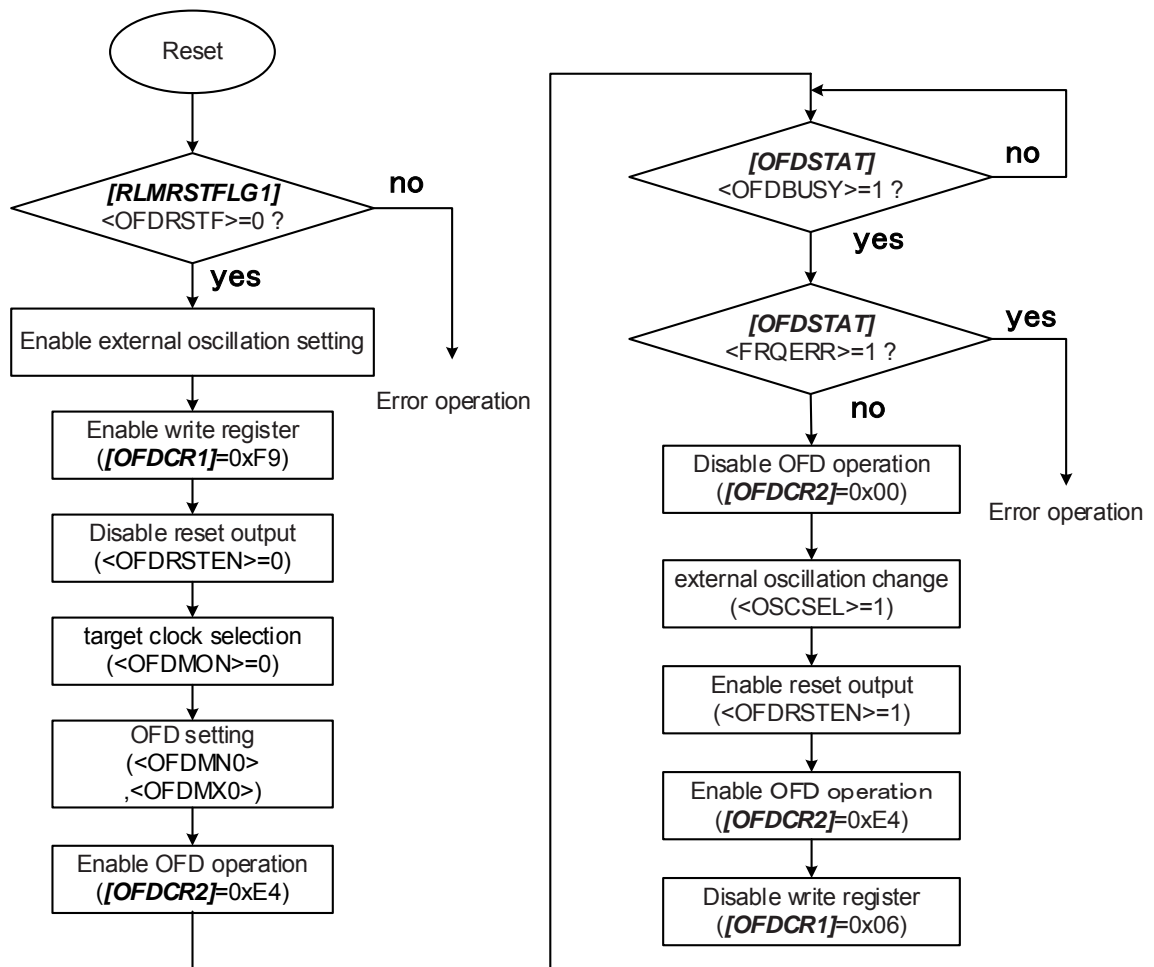 Reset
[RLMRSTFLG1]
<OFDRSTF>=0 ?
no
yes
Enable external oscillation setting
Error operation
Enable write register
([OFDCR1]=0xF9)
Disable reset output
(<OFDRSTEN>=0)
target clock selection
(<OFDMON>=0)
OFD setting
(<OFDMN0>
,<OFDMX0>)
Enable OFD operation
([OFDCR2]=0xE4)
[OFDSTAT]
<OFDBUSY>=1 ?
no
yes
[OFDSTAT]
<FRQERR>=1 ?
yes
no
Disable OFD operation
([OFDCR2]=0x00)
Error operation
external oscillation change
(<OSCSEL>=1)
Enable reset output
(<OFDRSTEN>=1)
Enable OFD operation
([OFDCR2]=0xE4)
Disable write register
([OFDCR1]=0x06)